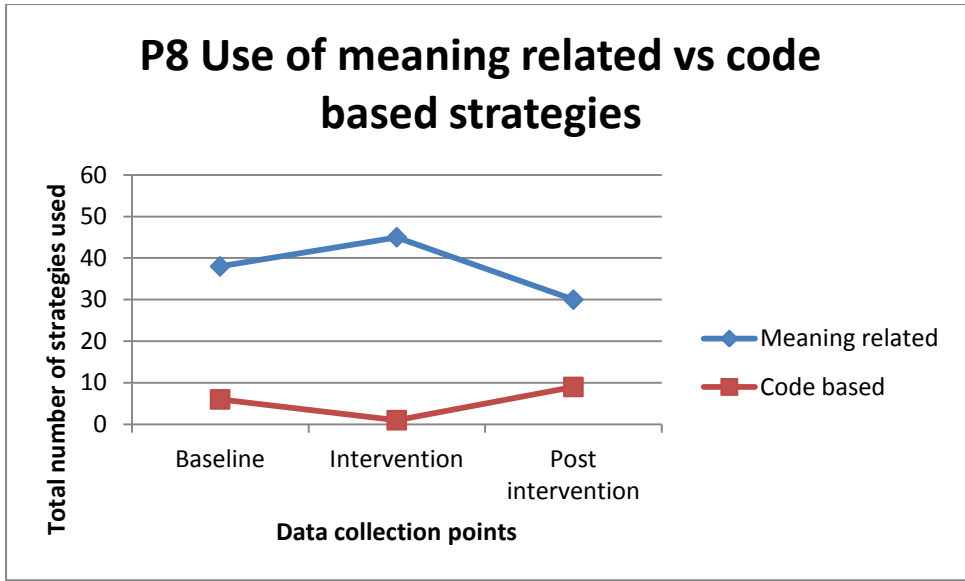 P8 Use of meaning related vs code
based strategies
Total number of strategies used
60
50
40
30
20
10
0
Baseline
Intervention
Post
intervention
Data collection points
Meaning related
Code based